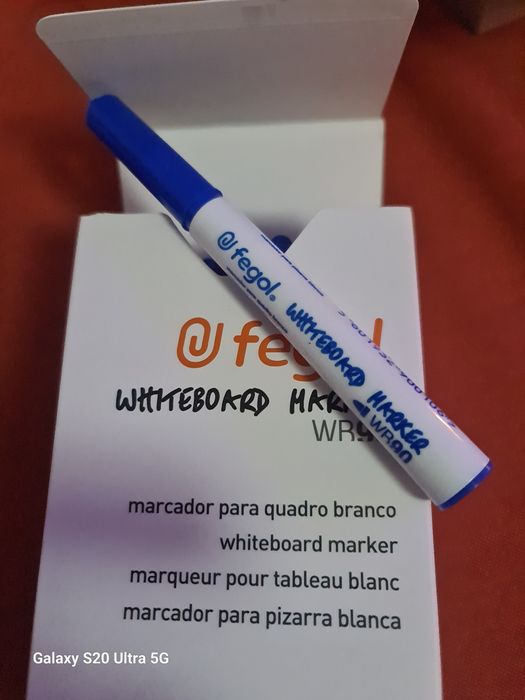 fegol.
WHITEBOARD MARKER
WR90
fegol
WHITEBOARD MAR
WR9
marcador para quadro branco
whiteboard marker
marqueur pour tableau blanc
marcador para pizarra blanca
Galaxy S20 Ultra 5G